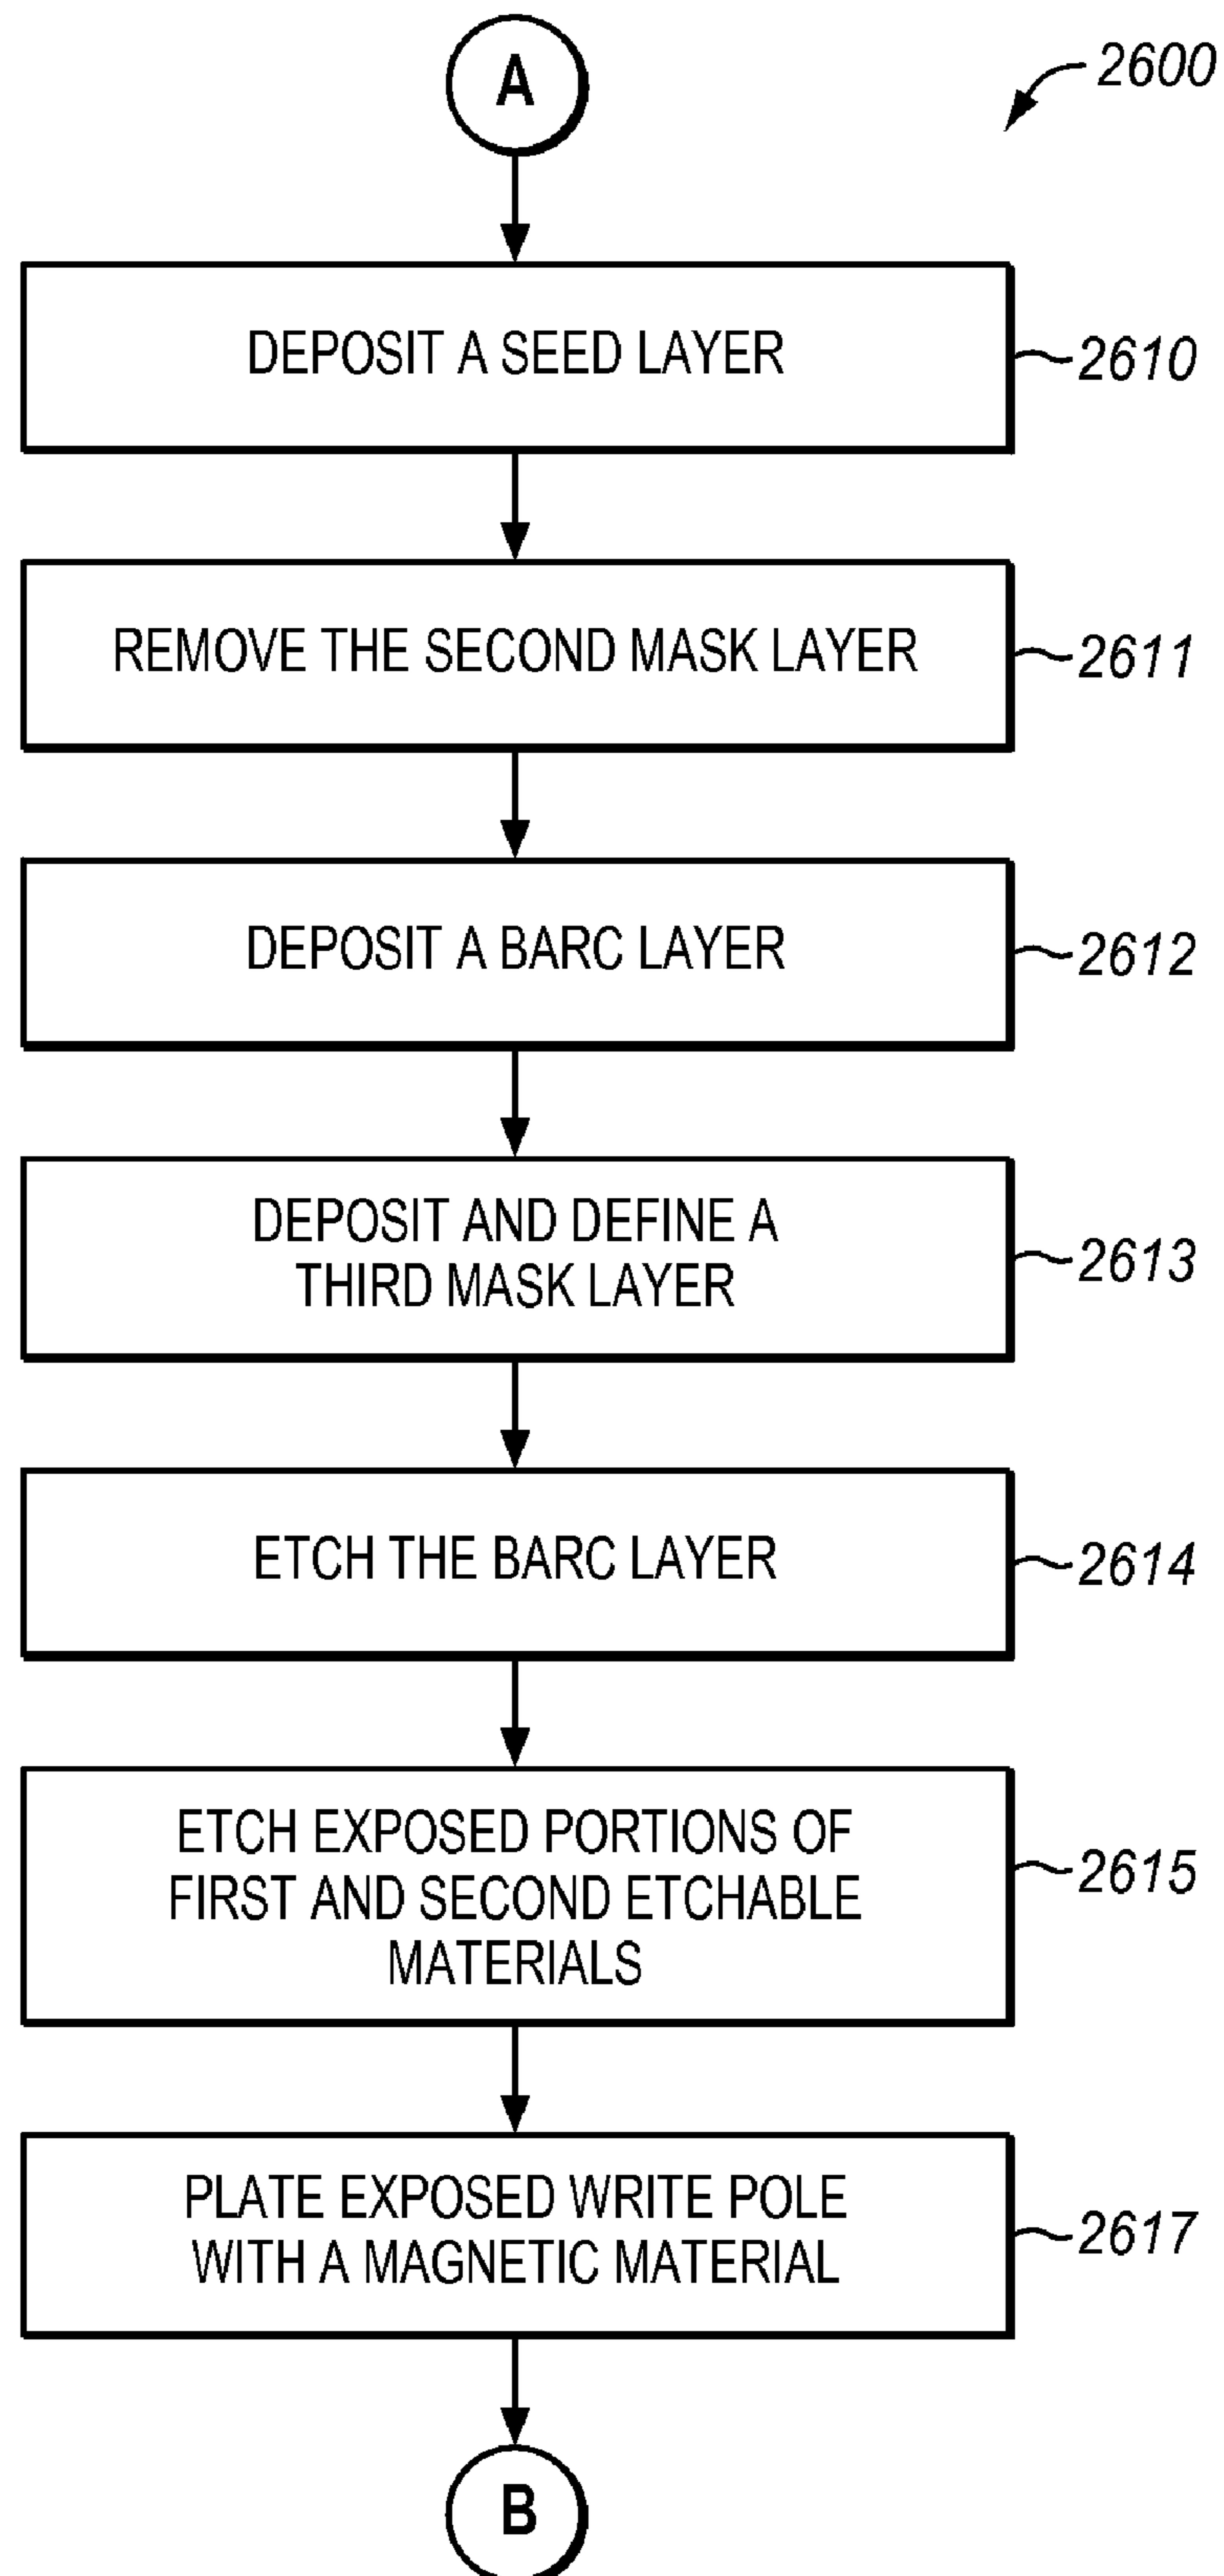 A
2600
DEPOSIT A SEED LAYER
2610
REMOVE THE SECOND MASK LAYER
2611
DEPOSIT A BARC LAYER
2612
DEPOSIT AND DEFINE A
THIRD MASK LAYER
2613
ETCH THE BARC LAYER
2614
ETCH EXPOSED PORTIONS OF
FIRST AND SECOND ETCHABLE
MATERIALS
2615
PLATE EXPOSED WRITE POLE
WITH A MAGNETIC MATERIAL
2617
B